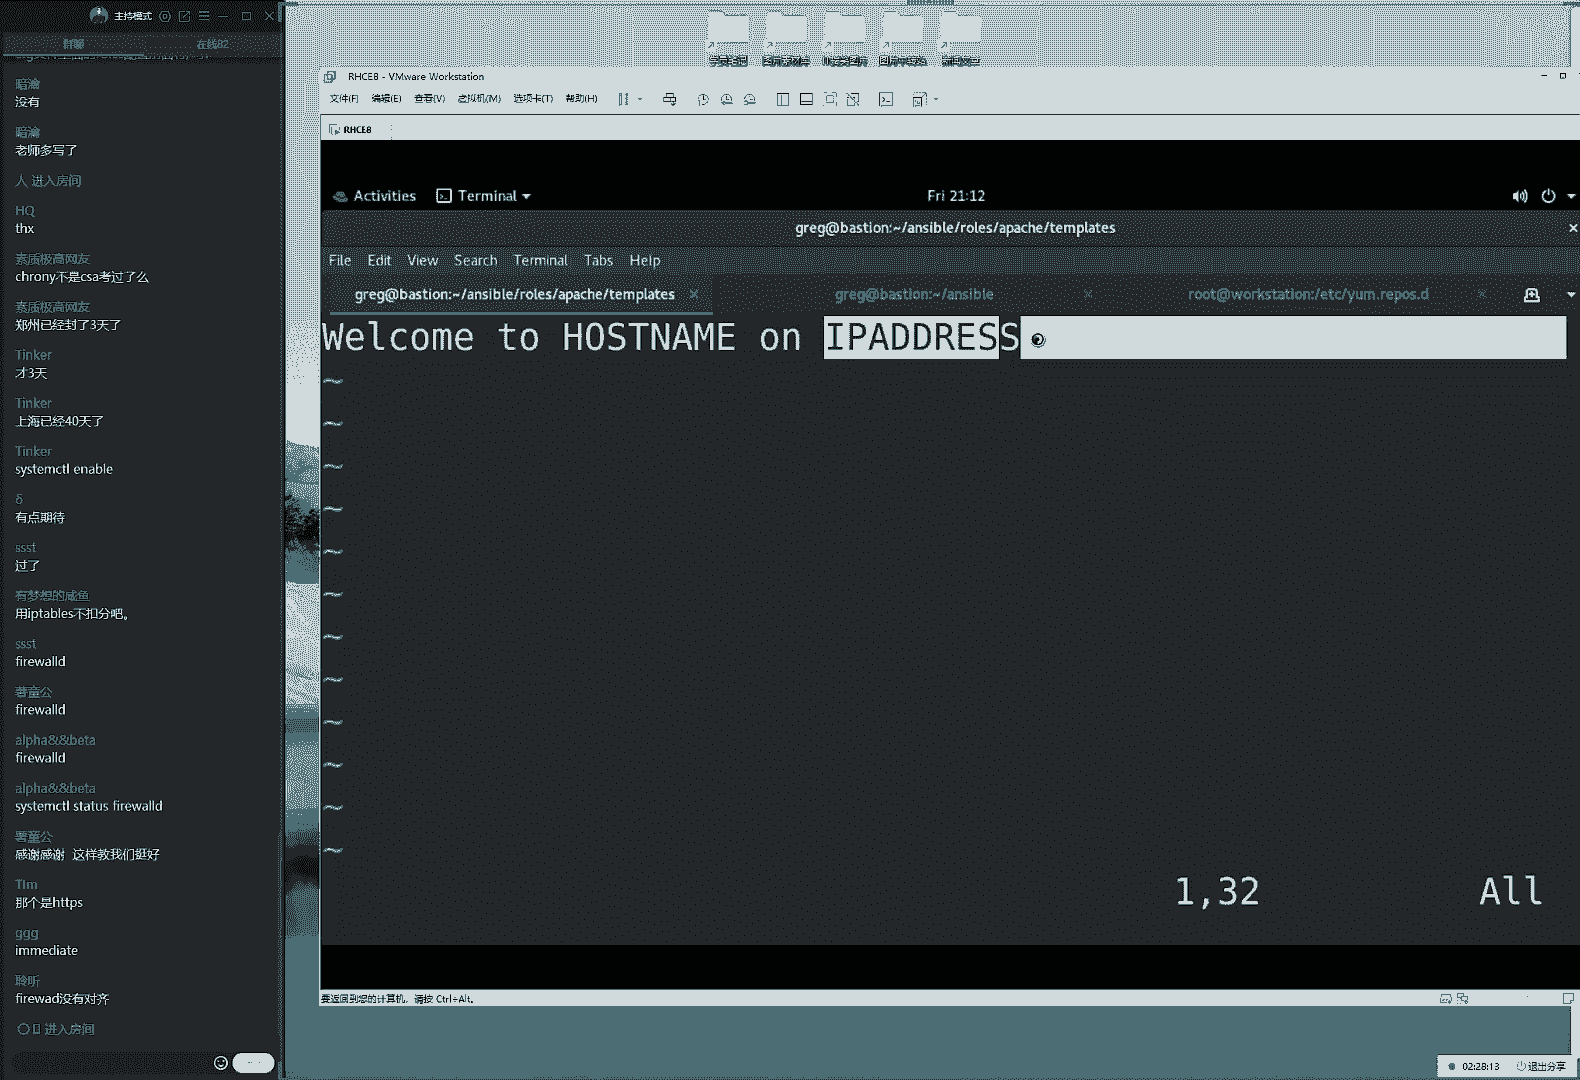 主持模式
群聊
在线82
暗瀹
没有
暗瀹
老师多写了
人 进入房间
HQ
thx
素质极高网友
chrony不是csa考过了么
素质极高网友
郑州已经封了3天了
Tinker
才3天
Tinker
上海已经40天了
Tinker
systemctl enable
δ
有点期待
ssst
过了
有梦想的咸鱼
用iptables不扣分吧。
ssst
firewalld
薯童公
firewalld
alpha&&beta
firewalld
alpha&&beta
systemctl status firewalld
薯童公
感谢感谢 这样教我们挺好
Tim
那个是https
ggg
immediate
聆听
firewad没有对齐
进入房间
RHCE8 - VMware Workstation
文件(F) 编辑(E) 查看(V) 虚拟机(M) 选项卡(T) 帮助(H)
RHCE8
Activities Terminal Fri 21:12
greg@bastion:~/ansible/roles/apache/templates
File Edit View Search Terminal Tabs Help
greg@bastion:~/ansible/roles/apache/templates greg@bastion:~/ansible root@workstation:/etc/yum.repos.d
Welcome to HOSTNAME on IPADDRESS
~
~
~
~
~
~
~
~
~
~
~
~
1,32 All
要返回到您的计算机，请按 Ctrl+Alt。
02:28:13 退出分享